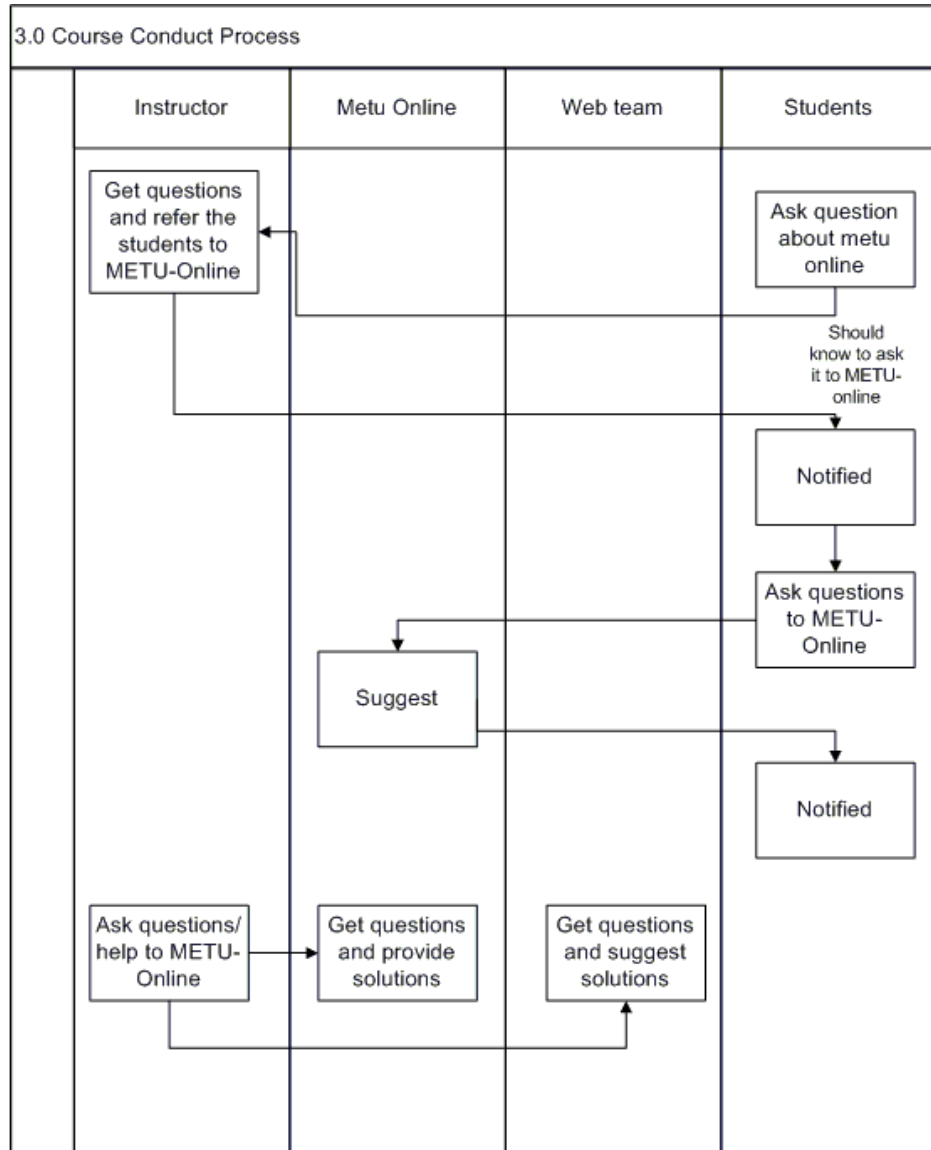 3.0 Course Conduct Process
Instructor
Metu Online
Web team
Students
Get questions
and refer the
students to
METU-Online
Ask question
about metu
online
Should
know to ask
it to METU-
online
Notified
Ask questions
to METU-
Online
Suggest
Notified
Ask questions/
help to METU-
Online
Get questions
and provide
solutions
Get questions
and suggest
solutions